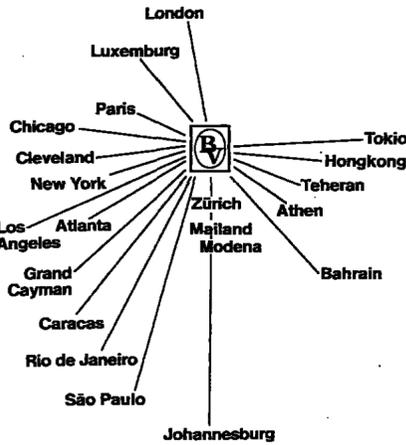 London
Luxemburg
Paris
Chicago
Cleveland
New York
Los
Angeles
Atlanta
Grand
Cayman
Caracas
Rio de Janeiro
São Paulo
Johannesburg
BV
Zürich
Mailand
Modena
Tokio
Hongkong
Teheran
Athen
Bahrain